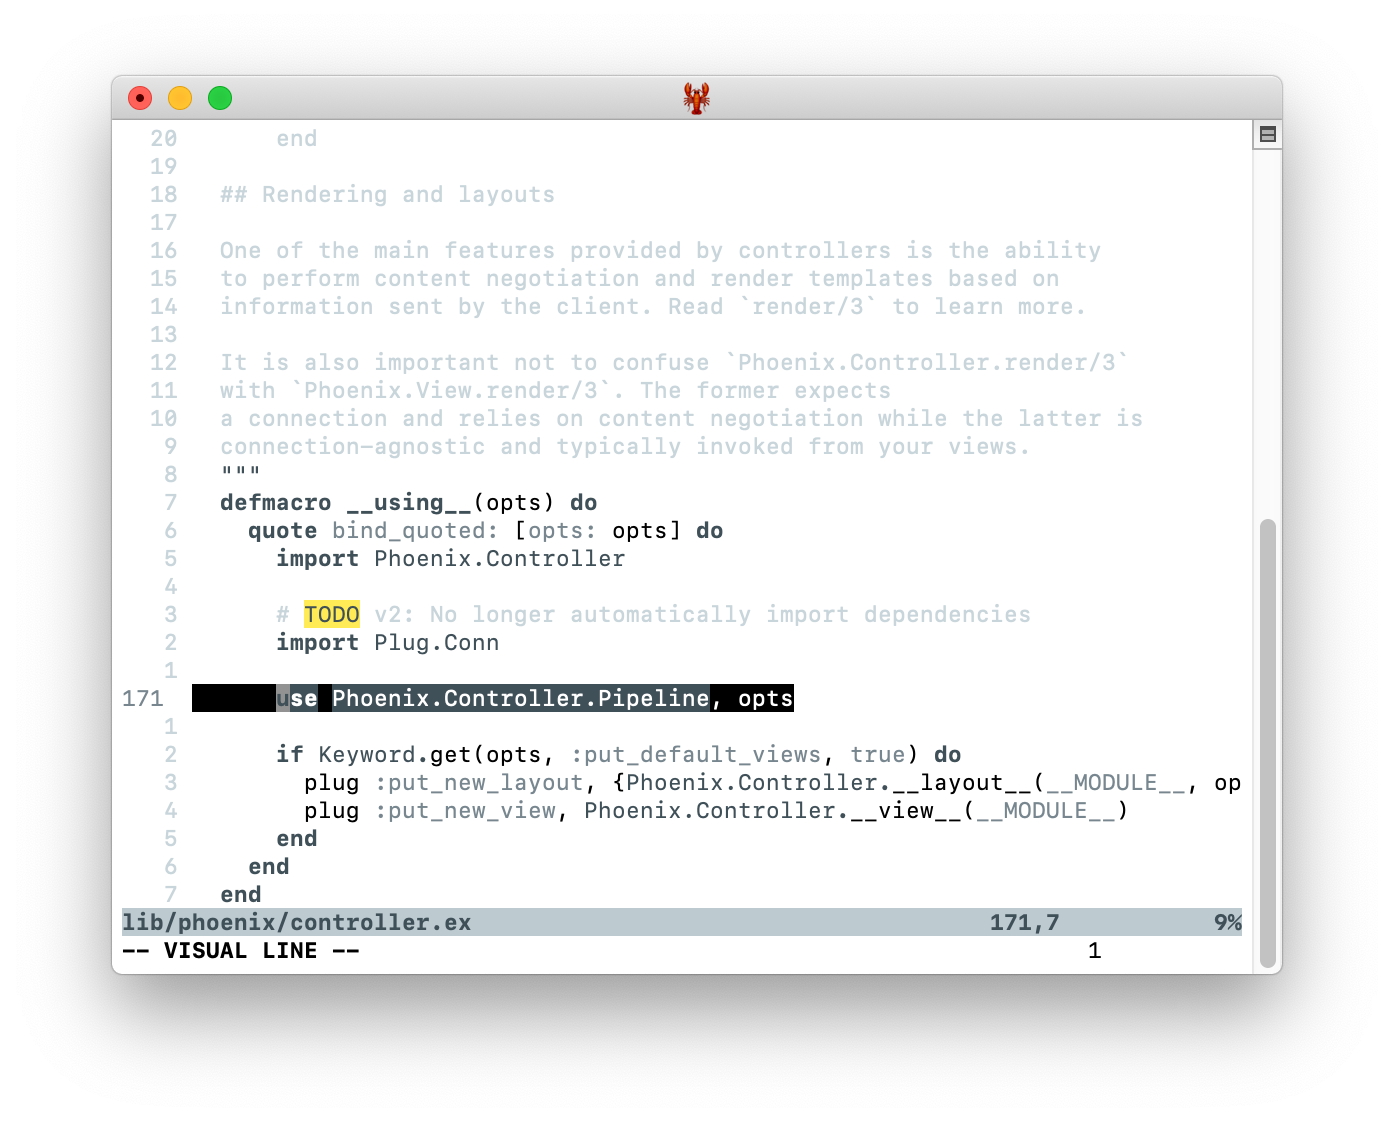 20       end
19
18   ## Rendering and layouts
17
16   One of the main features provided by controllers is the ability
15   to perform content negotiation and render templates based on
14   information sent by the client. Read `render/3` to learn more.
13
12   It is also important not to confuse `Phoenix.Controller.render/3`
11   with `Phoenix.View.render/3`. The former expects
10   a connection and relies on content negotiation while the latter is
9   connection-agnostic and typically invoked from your views.
8   """
7   defmacro __using__(opts) do
6     quote bind_quoted: [opts: opts] do
5       import Phoenix.Controller
4
3       # TODO v2: No longer automatically import dependencies
2       import Plug.Conn
1
171       use Phoenix.Controller.Pipeline, opts
1
2       if Keyword.get(opts, :put_default_views, true) do
3         plug :put_new_layout, {Phoenix.Controller.__layout__(__MODULE__, op
4         plug :put_new_view, Phoenix.Controller.__view__(__MODULE__)
5       end
6     end
7   end
lib/phoenix/controller.ex 171,7 9%
-- VISUAL LINE -- 1